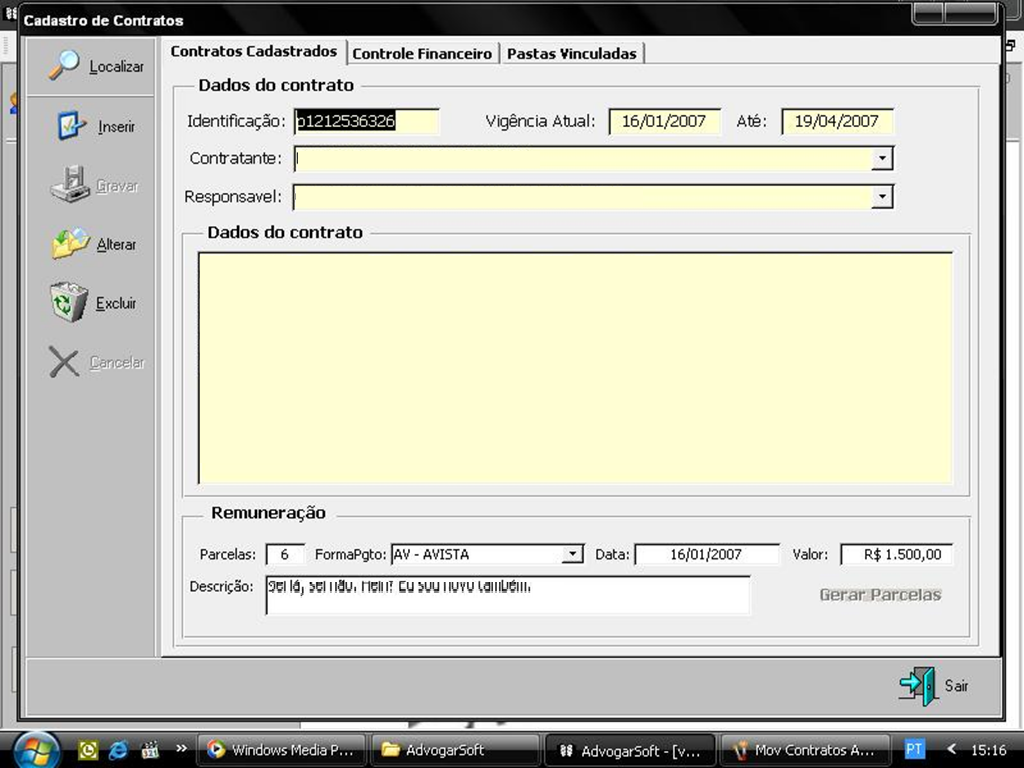 Cadastro de Contratos
Localizar
Inserir
Gravar
Alterar
Excluir
Cancelar
Contratos Cadastrados Controle Financeiro Pastas Vinculadas
Dados do contrato
Identificação: p1212536326 Vigência Atual: 16/01/2007 Até: 19/04/2007
Contratante:
Responsavel:
Dados do contrato
Remuneração
Parcelas: 6 FormaPgto: AV - AVISTA Data: 16/01/2007 Valor: R$ 1.500,00
Descrição: Sei lá, sei não. Hein? Eu sou novo também.
Gerar Parcelas
Sair
Windows Media P... AdvogarSoft AdvogarSoft - [v... Mov Contratos A... PT 15:16